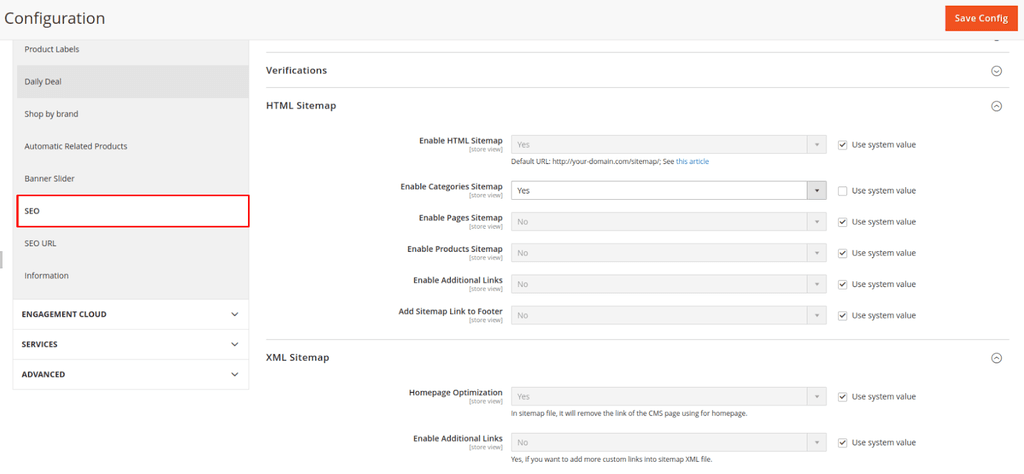 Configuration
Save Config
Product Labels
Daily Deal
Shop by brand
Automatic Related Products
Banner Slider
SEO
SEO URL
Information
ENGAGEMENT CLOUD
SERVICES
ADVANCED
Verifications
HTML Sitemap
Enable HTML Sitemap Yes Use system value
[store view]
Default URL: http://your-domain.com/sitemap/; See this article
Enable Categories Sitemap Yes Use system value
[store view]
Enable Pages Sitemap No Use system value
[store view]
Enable Products Sitemap No Use system value
[store view]
Enable Additional Links No Use system value
[store view]
Add Sitemap Link to Footer No Use system value
[store view]
XML Sitemap
Homepage Optimization Yes Use system value
[store view]
In sitemap file, it will remove the link of the CMS page using for homepage.
Enable Additional Links No Use system value
[store view]
Yes, if you want to add more custom links into sitemap XML file.